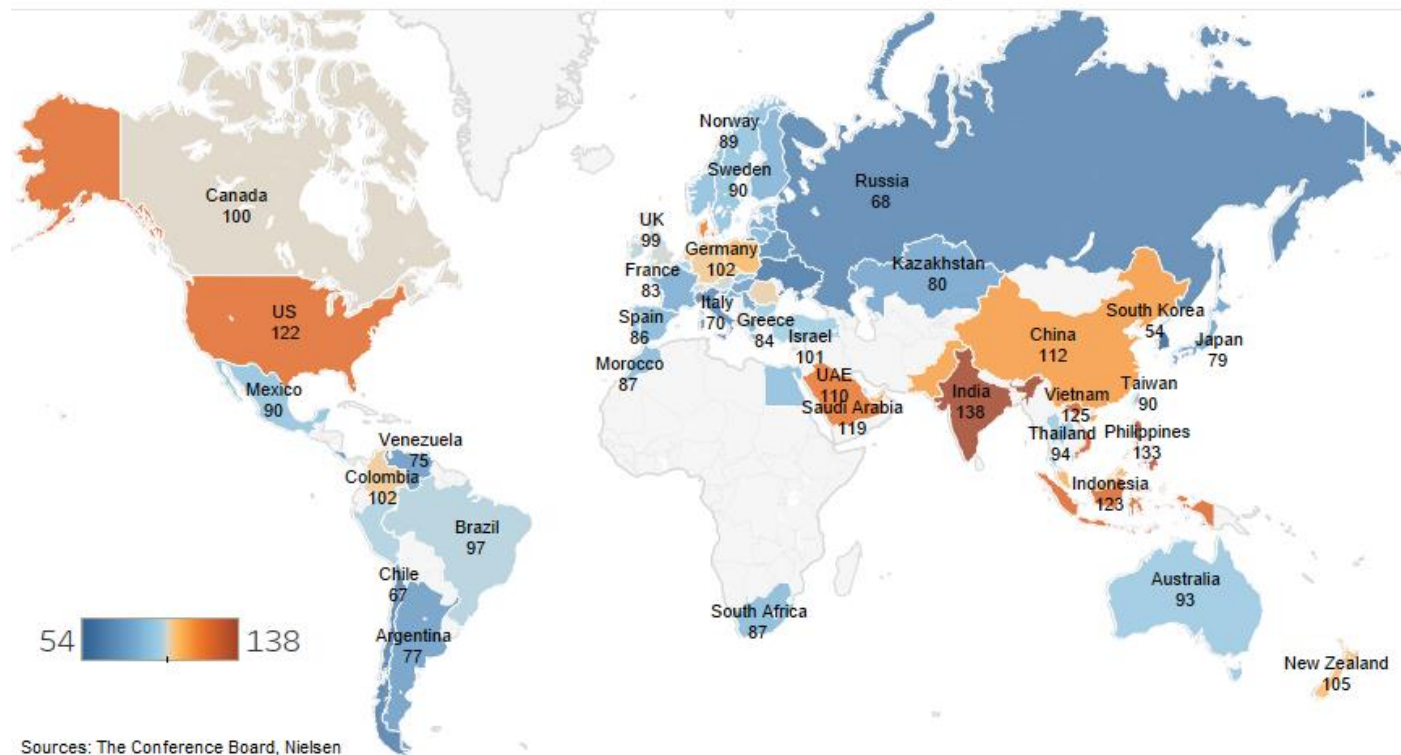 Norway
89
Sweden
90
Russia
68
Canada
100
UK
99
Germany
102
France
83
Kazakhstan
80
Italy
70
South Korea
54
US
122
Spain
86
Greece
84
Israel
101
China
112
Japan
79
Morocco
87
UAE
110
Saudi Arabia
119
India
138
Vietnam
125
Taiwan
90
Mexico
90
Thailand
94
Philippines
133
Venezuela
75
Colombia
102
Indonesia
123
Brazil
97
Chile
67
Australia
93
South Africa
87
Argentina
77
54 138
New Zealand
105
Sources: The Conference Board, Nielsen